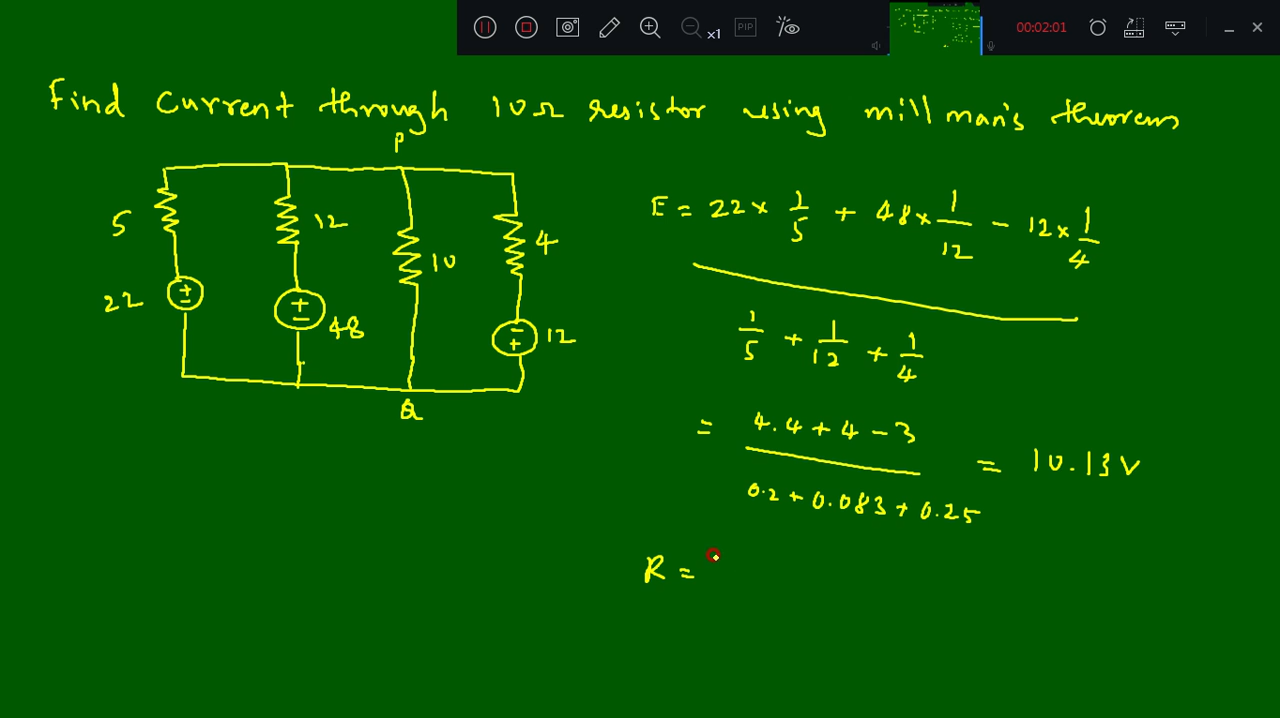 PIP
x1
00:02:01
Find current through 10Ω resistor using millman's theorem
P
5
12
10
4
22
48
12
Q
E = 22 × 1/5 + 48 × 1/12 - 12 × 1/4
1/5 + 1/12 + 1/4
= 4.4 + 4 - 3 = 10.13V
0.2 + 0.083 + 0.25
R =